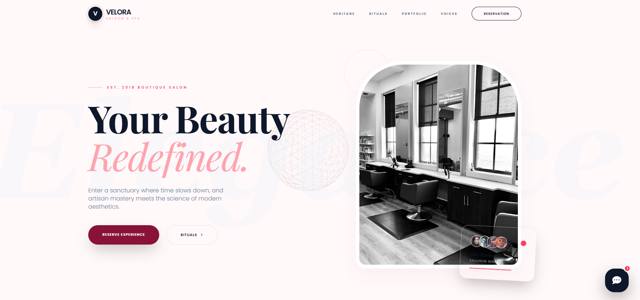 V VELORA
HERITAGE RITUALS PORTFOLIO VOICES RESERVATION
EST. 2018 BOUTIQUE SALON
Your Beauty
Redefined.
Enter a sanctuary where time slows down, and
artisan mastery meets the essence of modern
aesthetics.
RESERVE EXPERIENCE RITUALS